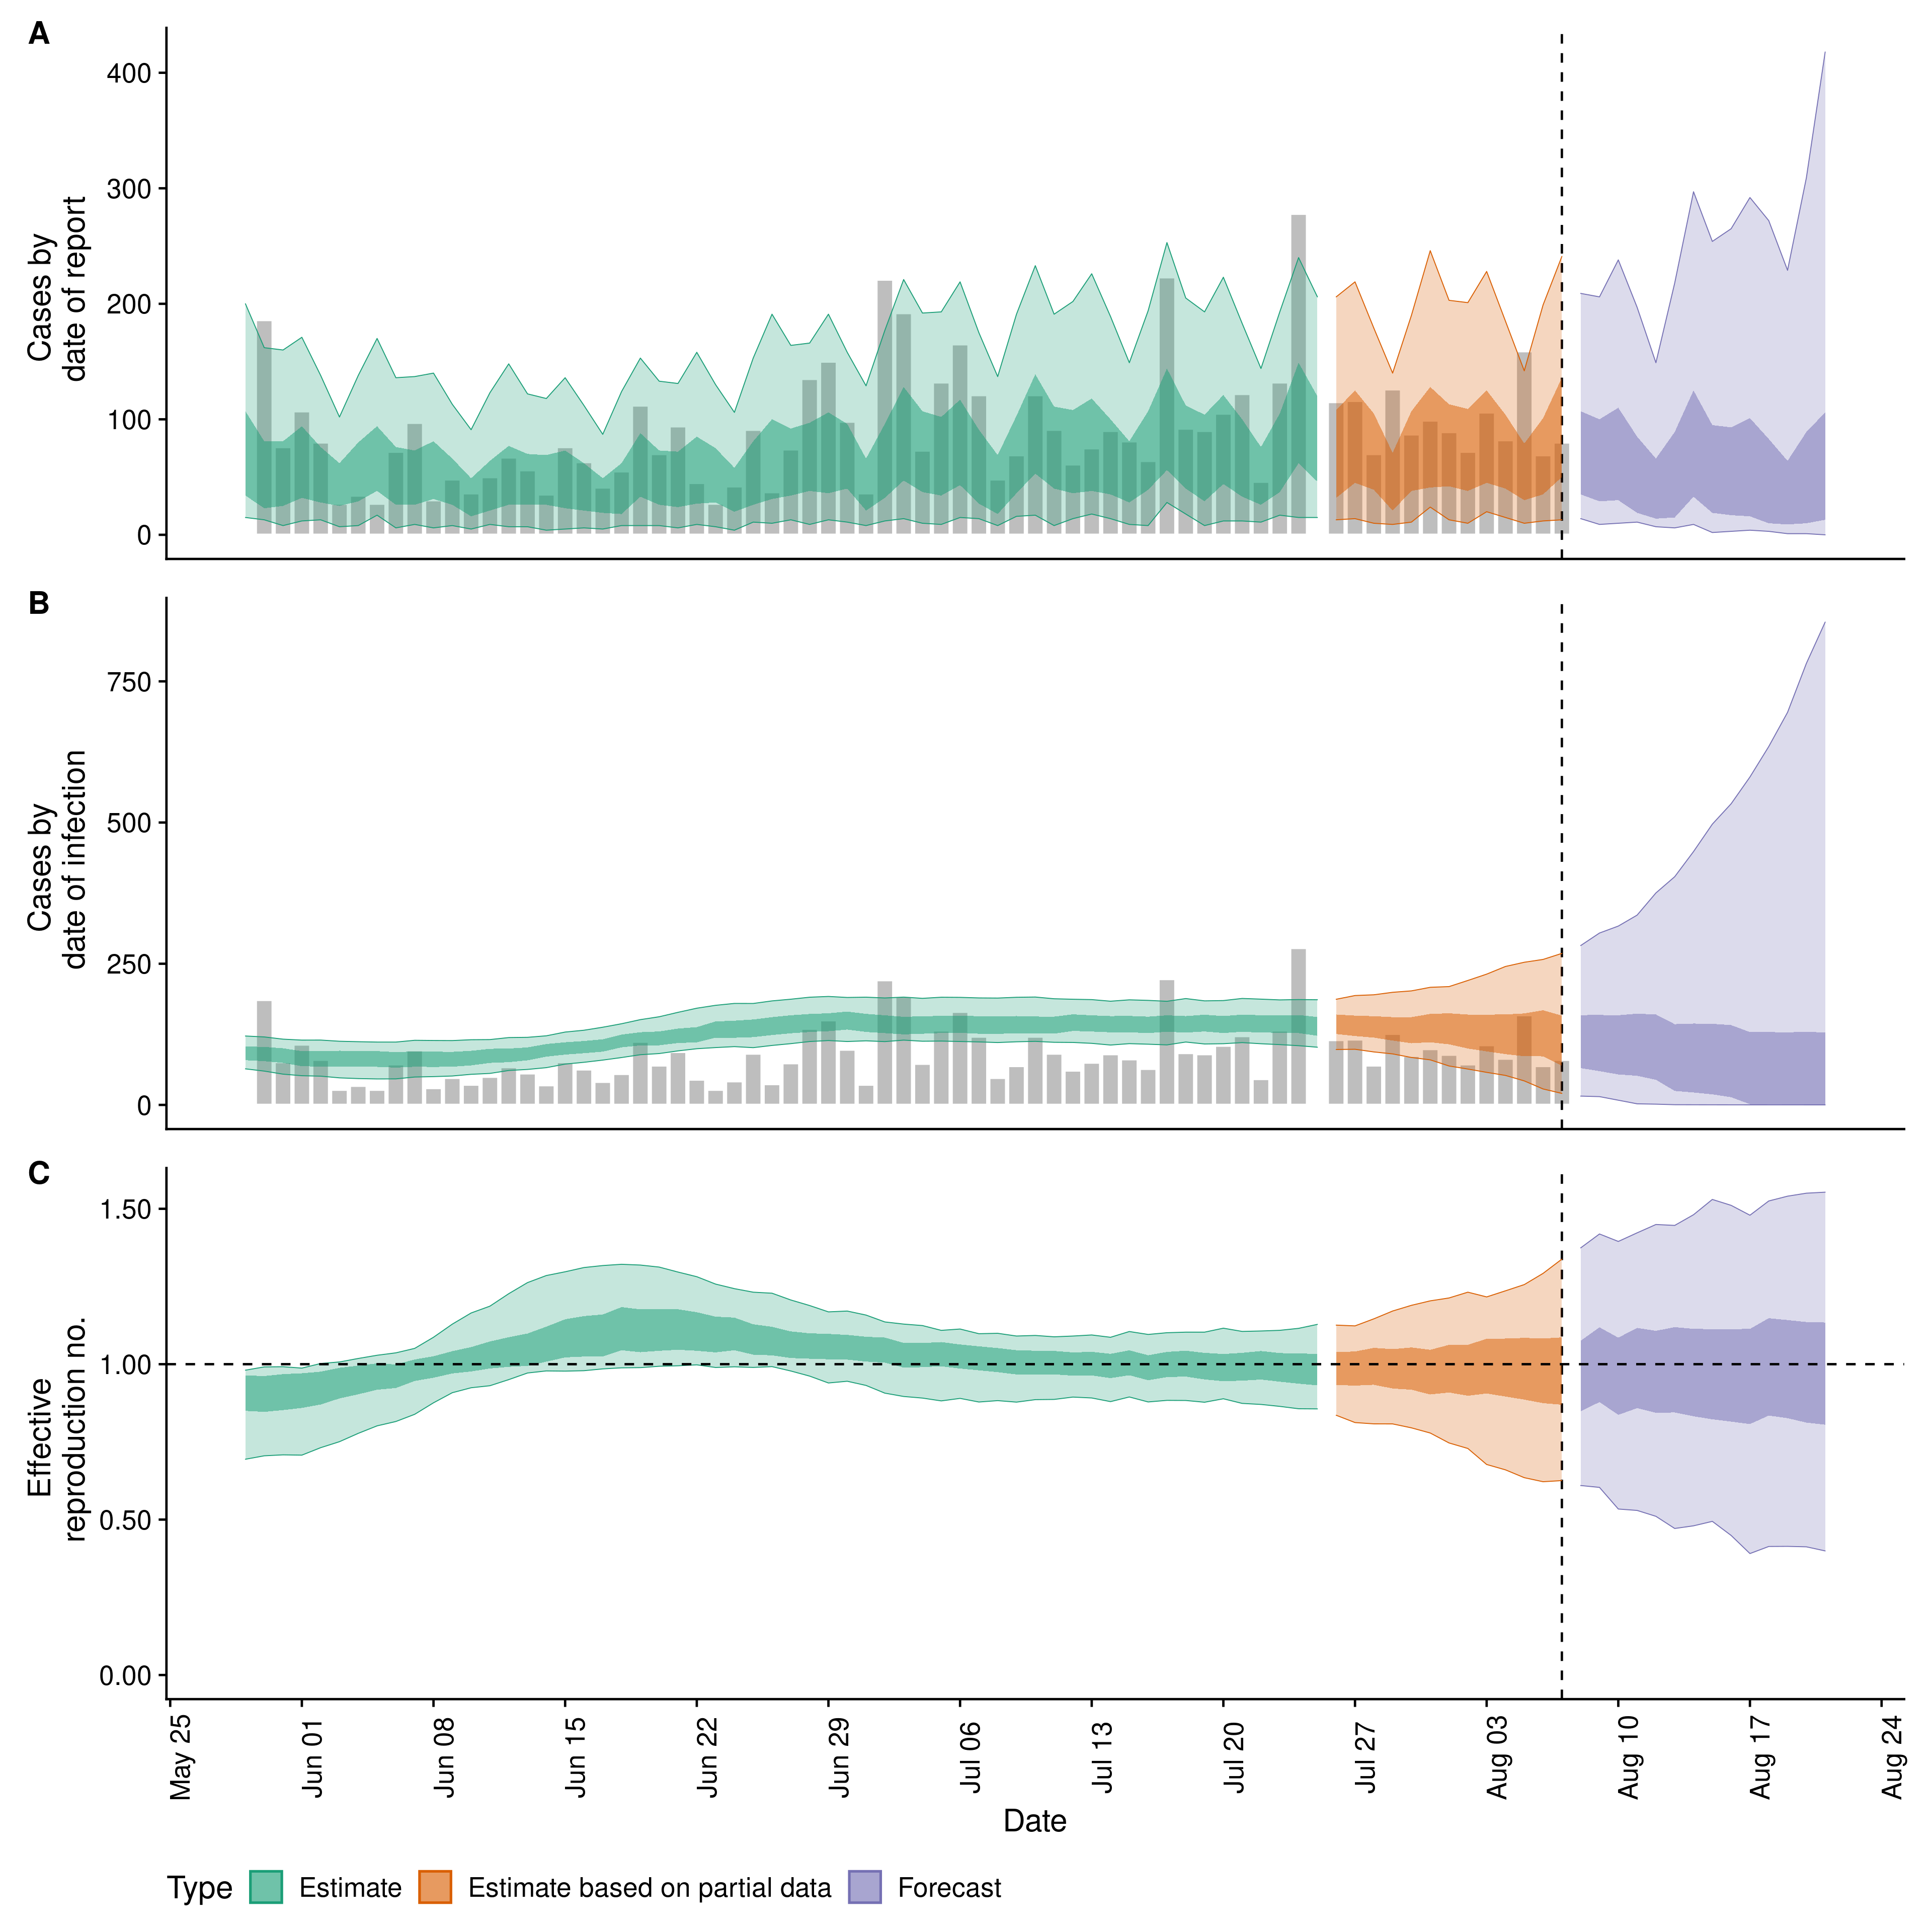 A
Cases by
date of report
400
300
200
100
0
B
Cases by
date of infection
750
500
250
0
C
Effective
reproduction no.
1.50
1.00
0.50
0.00
May 25
Jun 01
Jun 08
Jun 15
Jun 22
Jun 29
Jul 06
Jul 13
Jul 20
Jul 27
Aug 03
Aug 10
Aug 17
Aug 24
Date
Type Estimate Estimate based on partial data Forecast